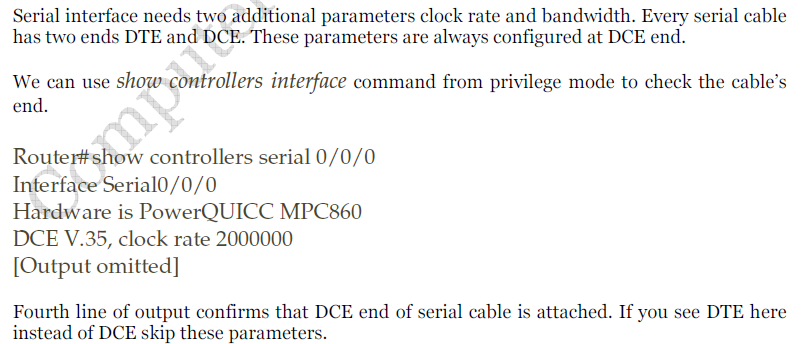 Serial interface needs two additional parameters clock rate and bandwidth. Every serial cable
has two ends DTE and DCE. These parameters are always configured at DCE end.
We can use show controllers interface command from privilege mode to check the cable's
end.
Router#show controllers serial 0/0/0
Interface Serial0/0/0
Hardware is PowerQUICC MPC860
DCE V.35, clock rate 2000000
[Output omitted]
Fourth line of output confirms that DCE end of serial cable is attached. If you see DTE here
instead of DCE skip these parameters.
Computer